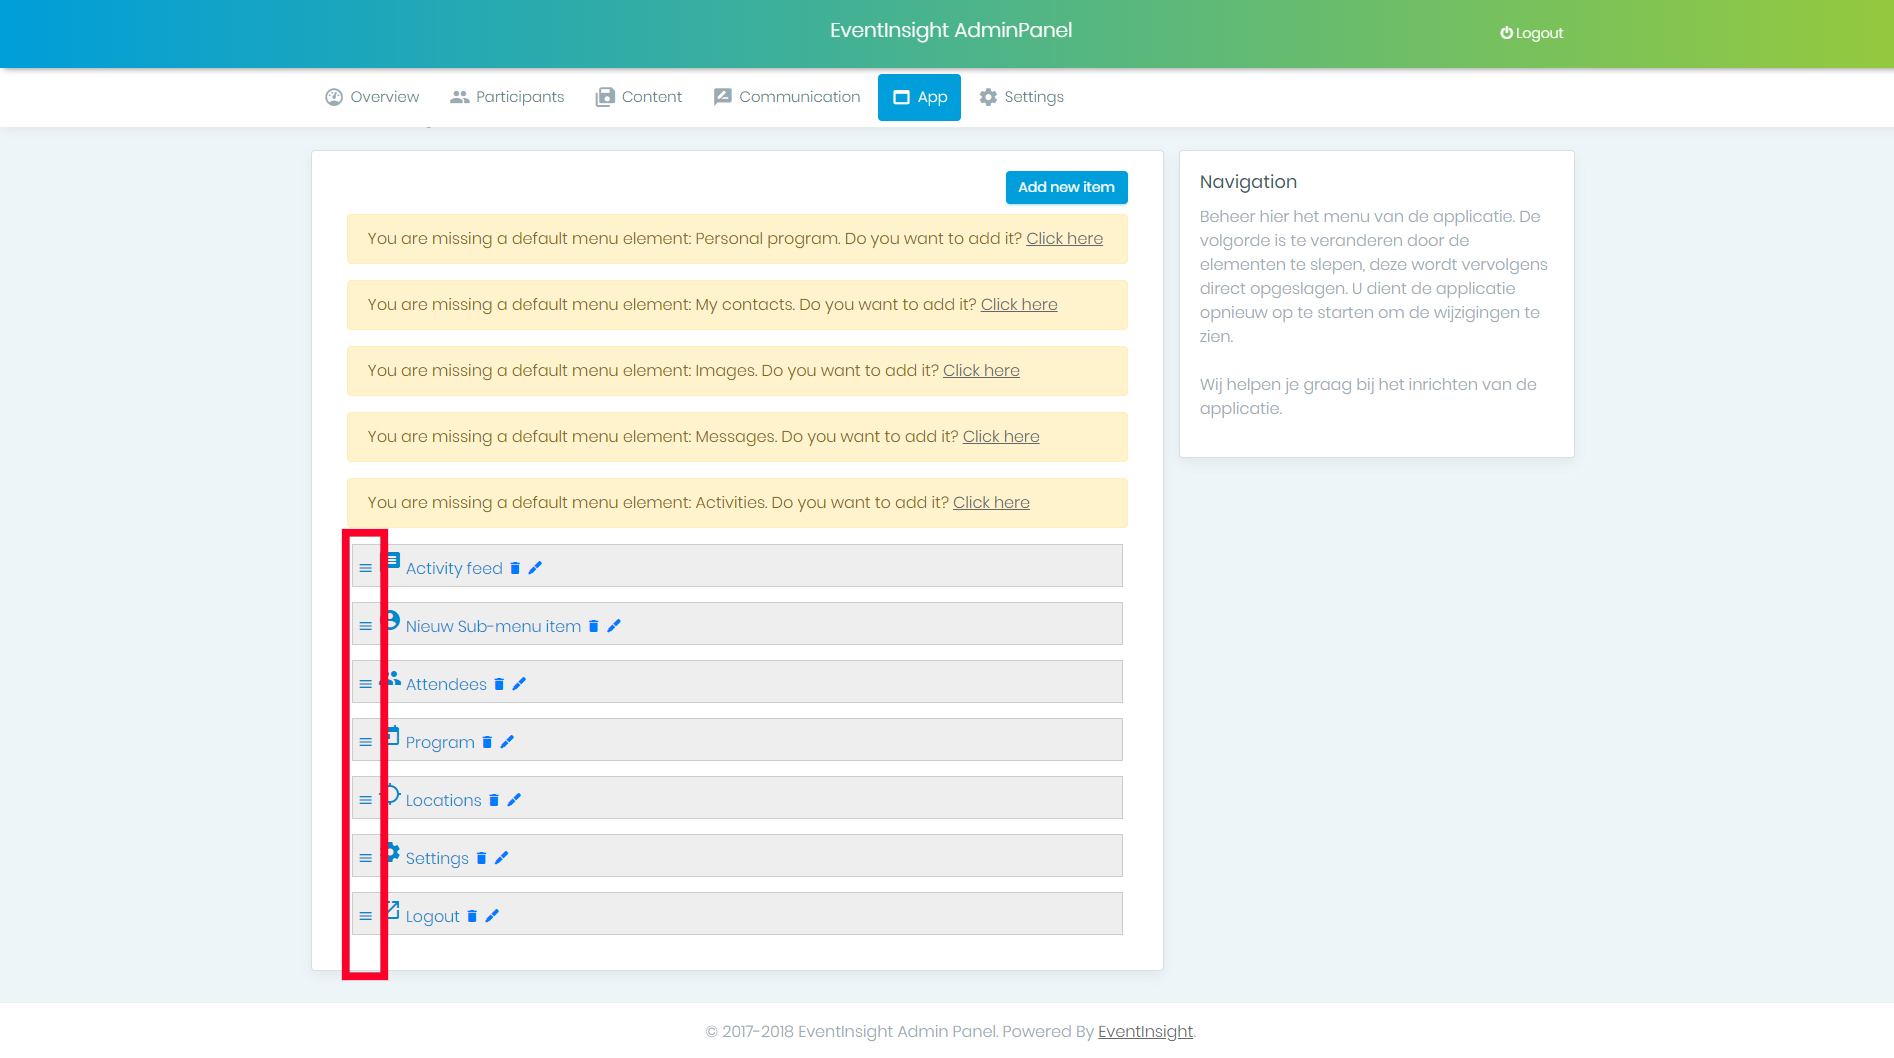 EventInsight AdminPanel
Logout
Overview
Participants
Content
Communication
App
Settings
Add new item
You are missing a default menu element: Personal program. Do you want to add it? Click here
You are missing a default menu element: My contacts. Do you want to add it? Click here
You are missing a default menu element: Images. Do you want to add it? Click here
You are missing a default menu element: Messages. Do you want to add it? Click here
You are missing a default menu element: Activities. Do you want to add it? Click here
Activity feed
Nieuw Sub-menu item
Attendees
Program
Locations
Settings
Logout
Navigation
Beheer hier het menu van de applicatie. De
volgorde is te veranderen door de
elementen te slepen, deze wordt vervolgens
direct opgeslagen. U dient de applicatie
opnieuw op te starten om de wijzigingen te
zien.
Wij helpen je graag bij het inrichten van de
applicatie.
© 2017-2018 EventInsight Admin Panel. Powered By EventInsight.